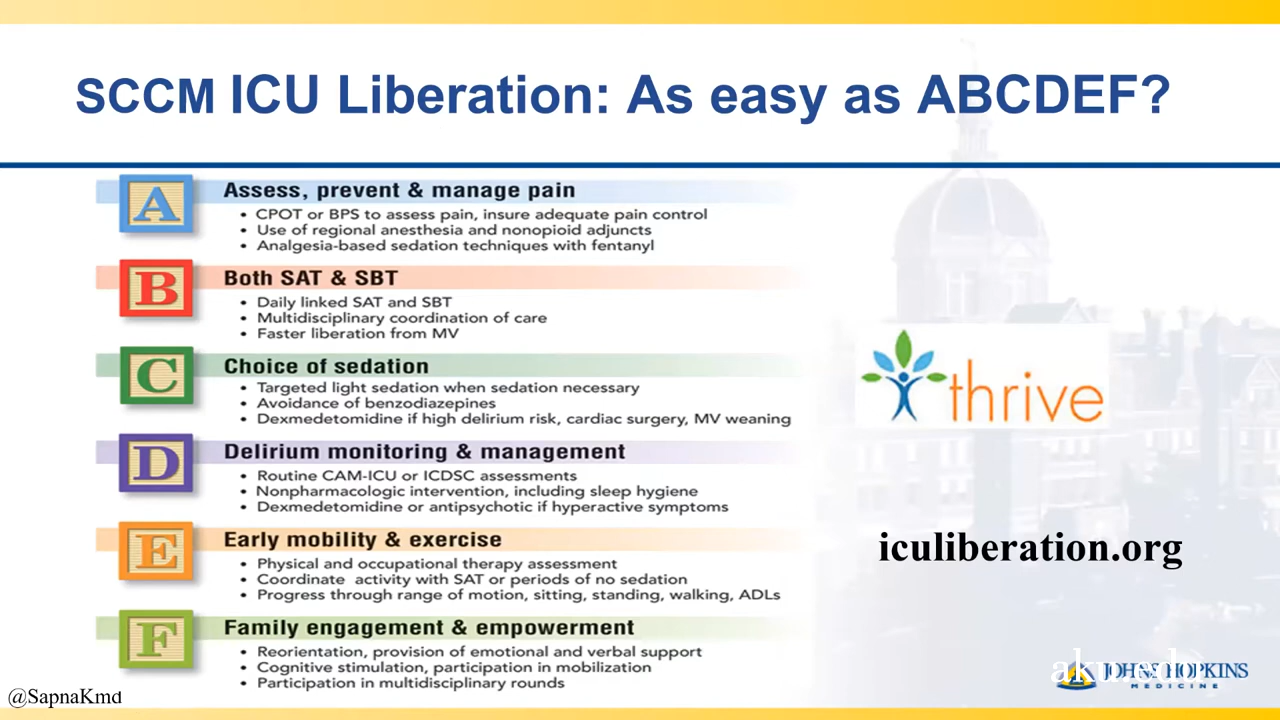 SCCM ICU Liberation: As easy as ABCDEF?
A
Assess, prevent & manage pain
• CPOT or BPS to assess pain, insure adequate pain control
• Use of regional anesthesia and nonopioid adjuncts
• Analgesia-based sedation techniques with fentanyl
B
Both SAT & SBT
• Daily linked SAT and SBT
• Multidisciplinary coordination of care
• Faster liberation from MV
C
Choice of sedation
• Targeted light sedation when sedation necessary
• Avoidance of benzodiazepines
• Dexmedetomidine if high delirium risk, cardiac surgery, MV weaning
D
Delirium monitoring & management
• Routine CAM-ICU or ICDSC assessments
• Nonpharmacologic intervention, including sleep hygiene
• Dexmedetomidine or antipsychotic if hyperactive symptoms
E
Early mobility & exercise
• Physical and occupational therapy assessment
• Coordinate activity with SAT or periods of no sedation
• Progress through range of motion, sitting, standing, walking, ADLs
F
Family engagement & empowerment
• Reorientation, provision of emotional and verbal support
• Cognitive stimulation, participation in mobilization
• Participation in multidisciplinary rounds
thrive
iculiberation.org
@SapnaKmd
aku.edu
JOHNS HOPKINS
MEDICINE